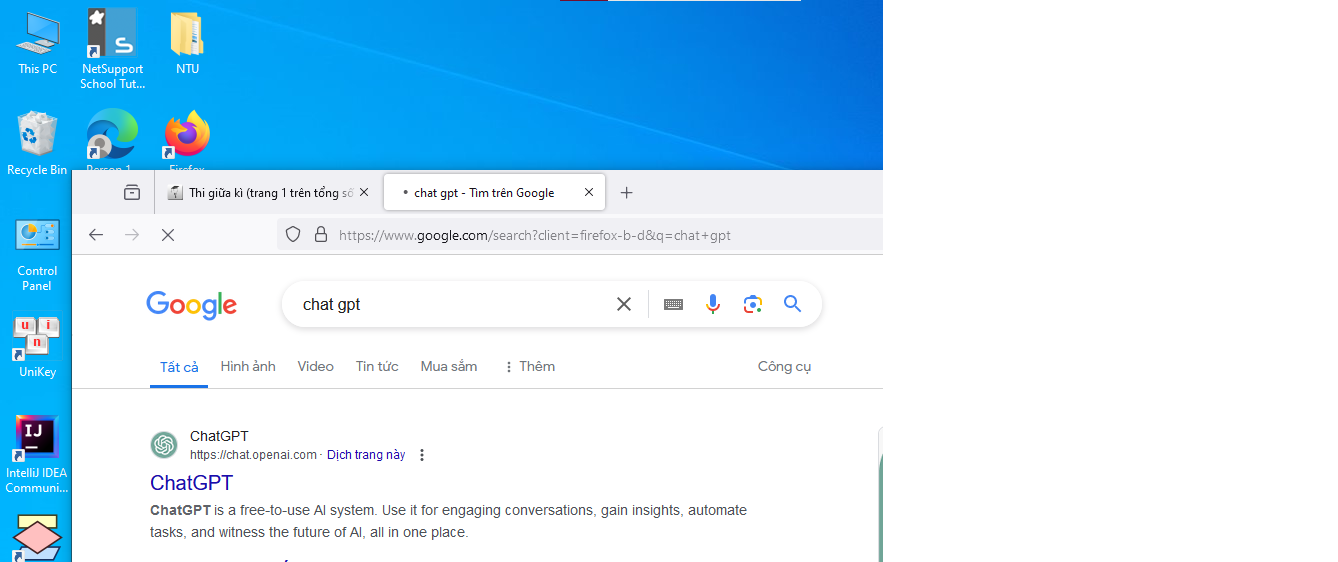 This PC
NetSupport
School Tut...
NTU
Recycle Bin
Person 1
Firefox
Control
Panel
UniKey
IntelliJ IDEA
Communi...
Thi giữa kì (trang 1 trên tổng số
chat gpt - Tìm trên Google
https://www.google.com/search?client=firefox-b-d&q=chat+gpt
Google
chat gpt
Tất cả
Hình ảnh
Video
Tin tức
Mua sắm
Thêm
Công cụ
ChatGPT
https://chat.openai.com · Dịch trang này
ChatGPT
ChatGPT is a free-to-use AI system. Use it for engaging conversations, gain insights, automate
tasks, and witness the future of AI, all in one place.